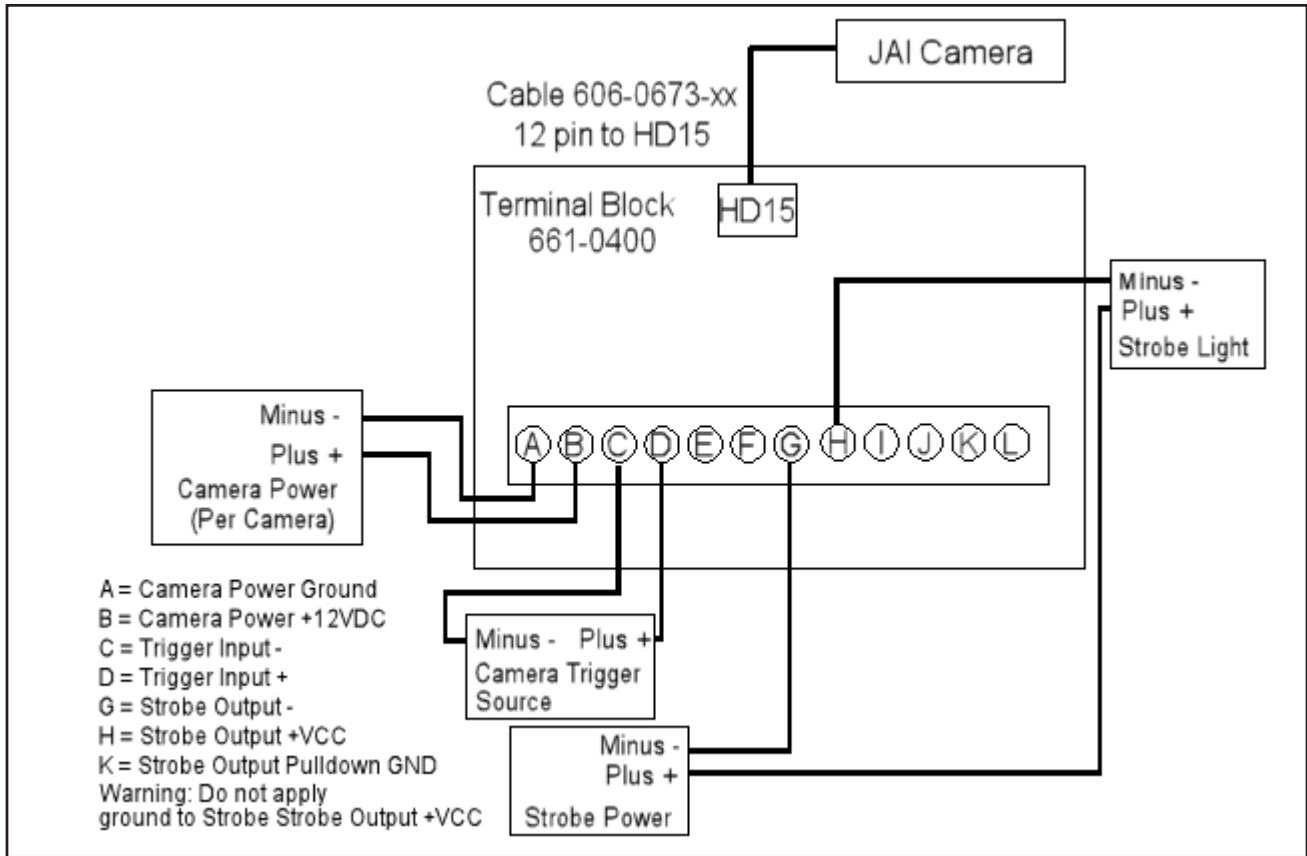 JAI Camera
Cable 606-0673-xx
12 pin to HD15
Terminal Block
661-0400
HD15
Minus -
Plus +
Strobe Light
Minus -
Plus +
Camera Power
(Per Camera)
A B C D E F G H I J K L
A = Camera Power Ground
B = Camera Power +12VDC
C = Trigger Input -
D = Trigger Input +
G = Strobe Output -
H = Strobe Output +VCC
K = Strobe Output Pulldown GND
Warning: Do not apply
ground to Strobe Strobe Output +VCC
Minus - Plus +
Camera Trigger
Source
Minus -
Plus +
Strobe Power